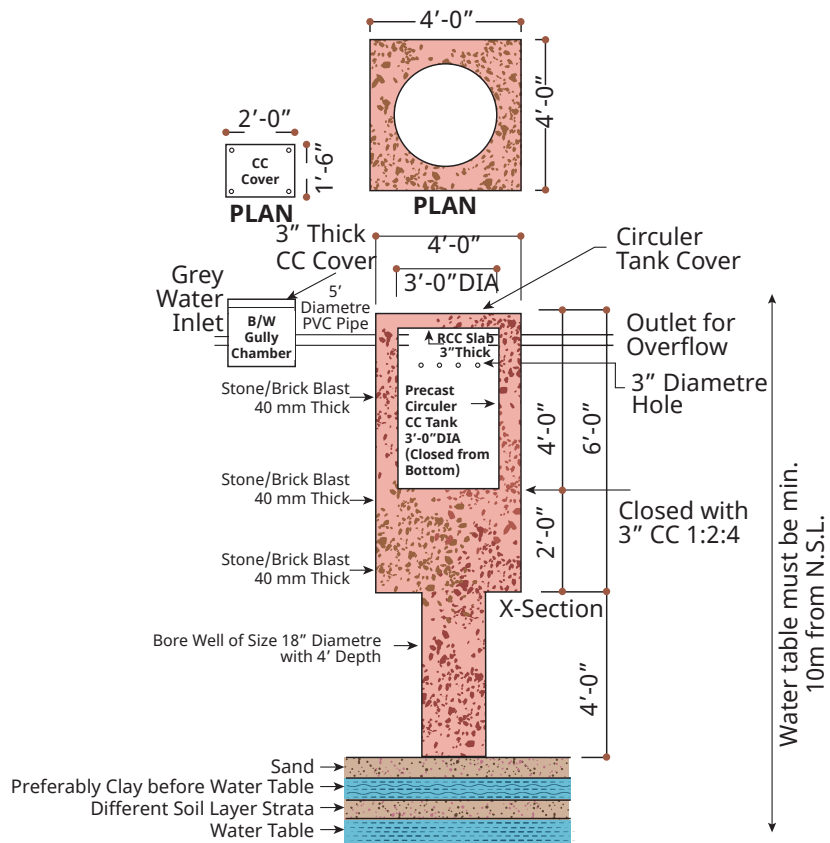 4’-0”
4’-0”
2’-0”
1’-6”
CC
Cover
PLAN
PLAN
3” Thick
CC Cover
4’-0”
3’-0”DIA
Circuler
Tank Cover
Grey
Water
Inlet
5’
Diametre
PVC Pipe
B/W
Gully
Chamber
RCC Slab
3”Thick
Outlet for
Overflow
3” Diametre
Hole
Stone/Brick Blast
40 mm Thick
Precast
Circuler
CC Tank
3’-0”DIA
(Closed from
Bottom)
4’-0”
6’-0”
Stone/Brick Blast
40 mm Thick
Closed with
3” CC 1:2:4
2’-0”
Stone/Brick Blast
40 mm Thick
X-Section
Bore Well of Size 18” Diametre
with 4’ Depth
4’-0”
Water table must be min.
10m from N.S.L.
Sand
Preferably Clay before Water Table
Different Soil Layer Strata
Water Table